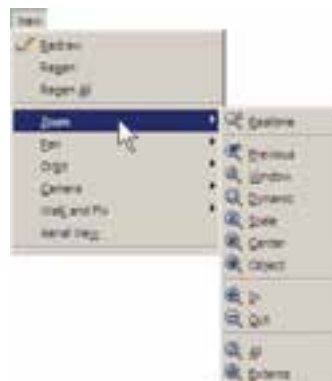 View
Redraw
Regen
Regen All
Zoom
Pan
Orbit
Camera
Walk and Fly
Aerial View
Realtime
Previous
Window
Dynamic
Scale
Center
Object
In
Out
All
Extents